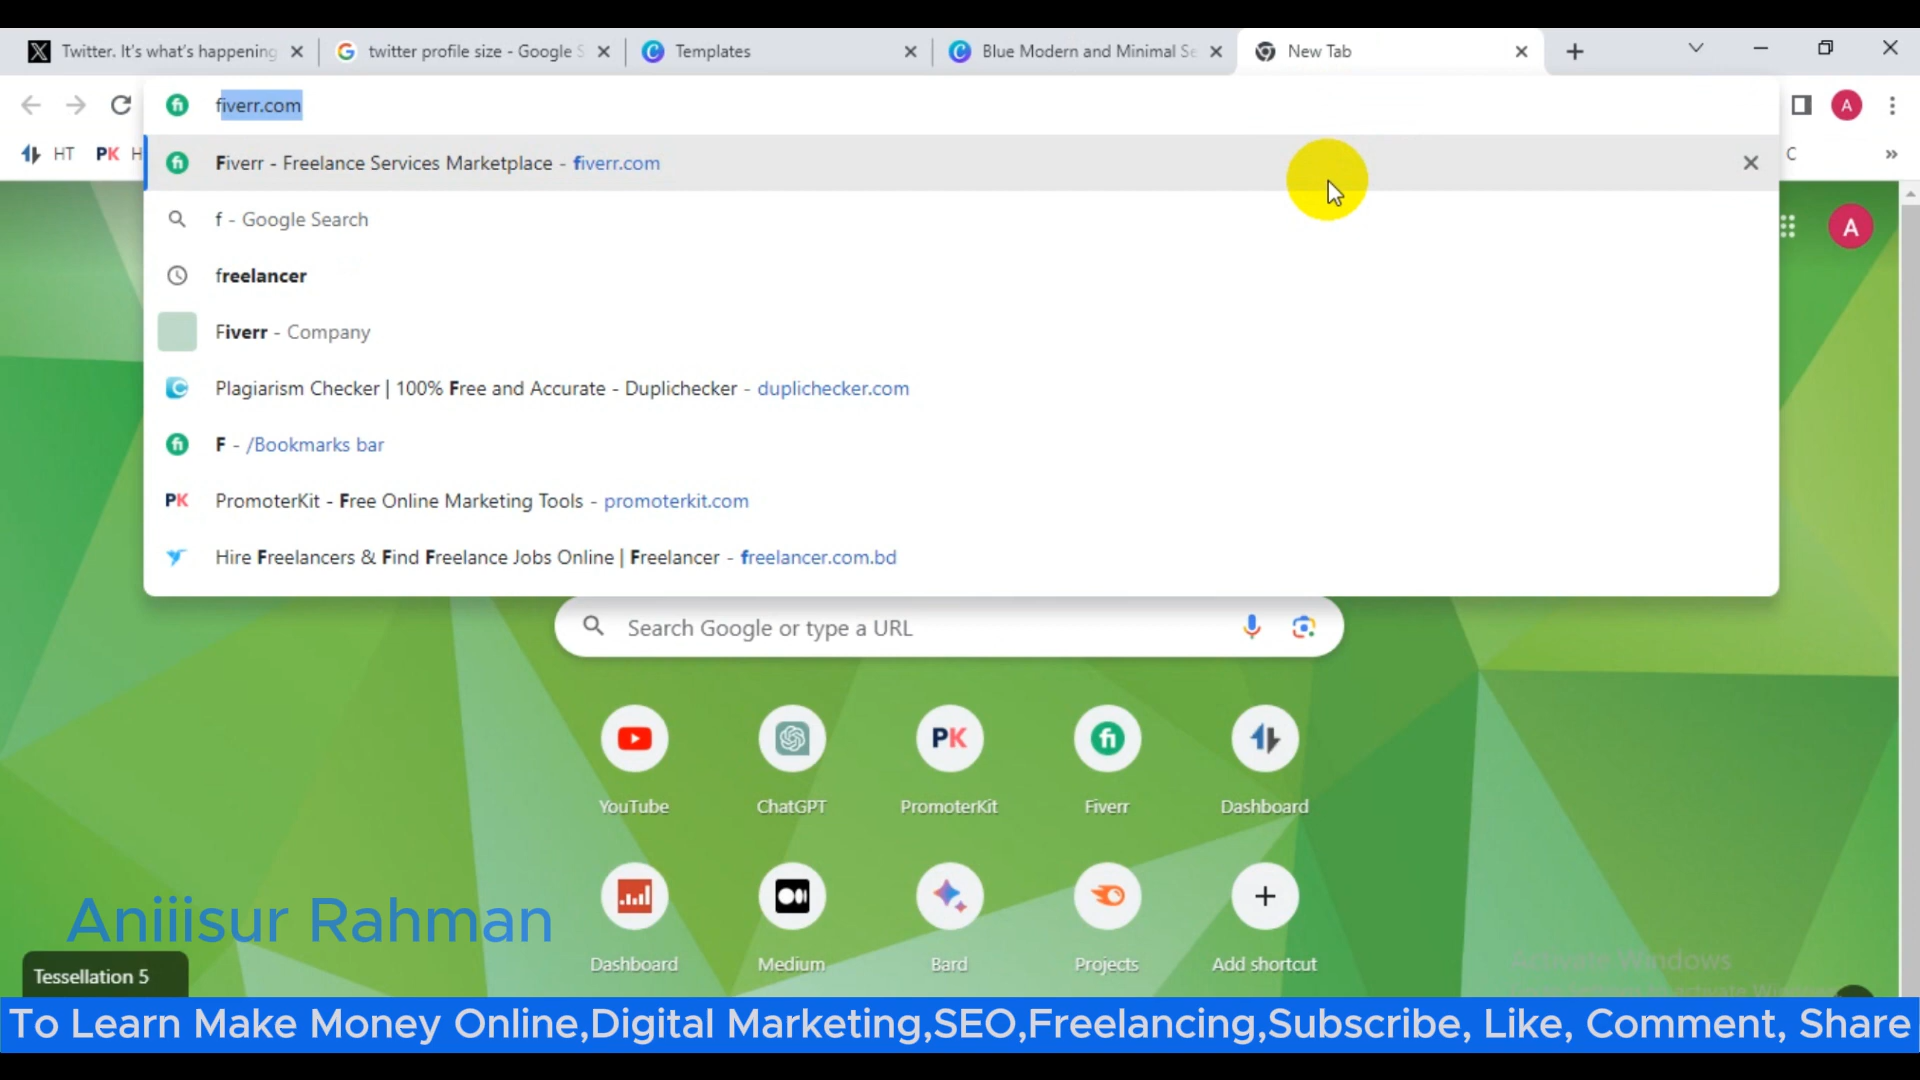 Twitter. It's what's happening
twitter profile size - Google S
Templates
Blue Modern and Minimal Se
New Tab
fiverr.com
A
HT
PK
H
C
Fiverr - Freelance Services Marketplace - fiverr.com
f - Google Search
A
freelancer
Fiverr - Company
Plagiarism Checker | 100% Free and Accurate - Duplichecker - duplichecker.com
F - /Bookmarks bar
PK PromoterKit - Free Online Marketing Tools - promoterkit.com
Hire Freelancers & Find Freelance Jobs Online | Freelancer - freelancer.com.bd
Search Google or type a URL
PK
fi
YouTube
ChatGPT
PromoterKit
Fiverr
Dashboard
Aniiisur Rahman
Dashboard
Medium
Bard
Projects
Add shortcut
Activate Windows
Tessellation 5
To Learn Make Money Online,Digital Marketing,SEO,Freelancing,Subscribe, Like, Comment, Share